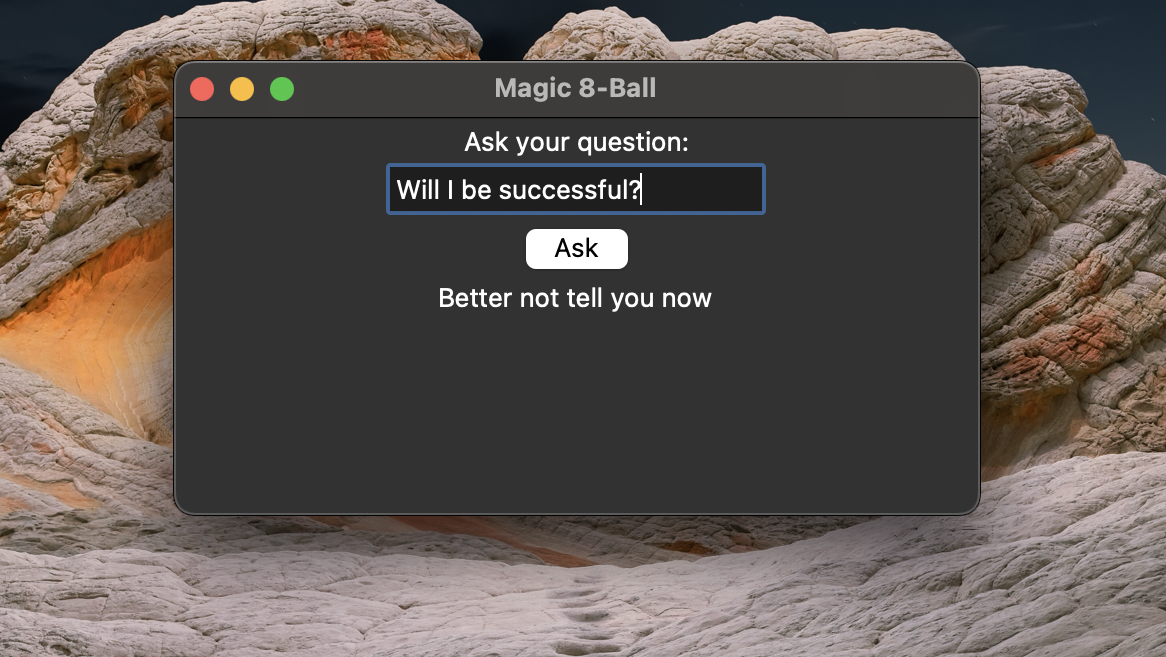 Magic 8-Ball
Ask your question:
Will I be successful?
Ask
Better not tell you now